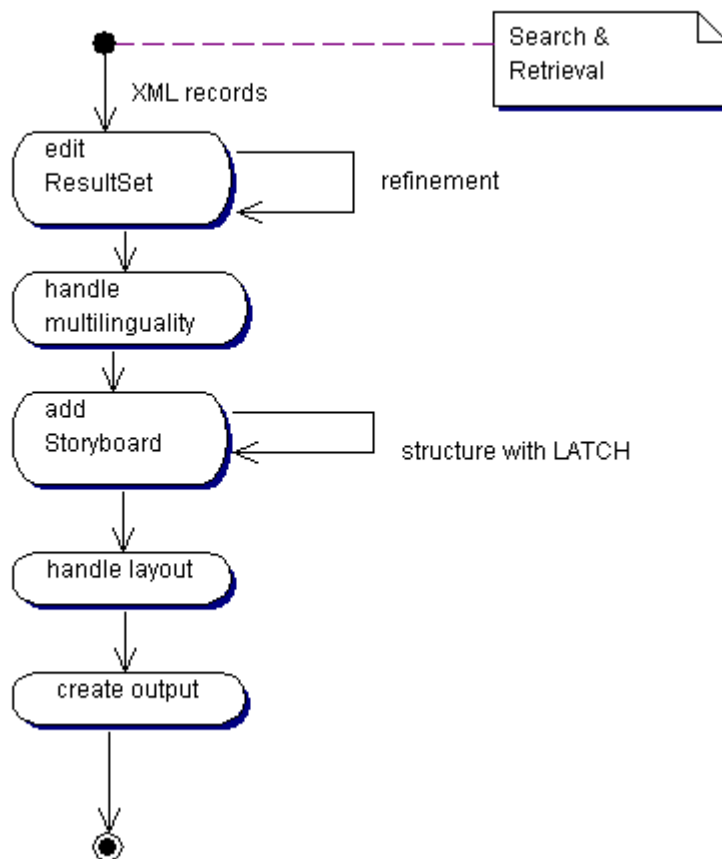 Search &
Retrieval
XML records
edit
ResultSet
refinement
handle
multilinguality
add
Storyboard
structure with LATCH
handle layout
create output